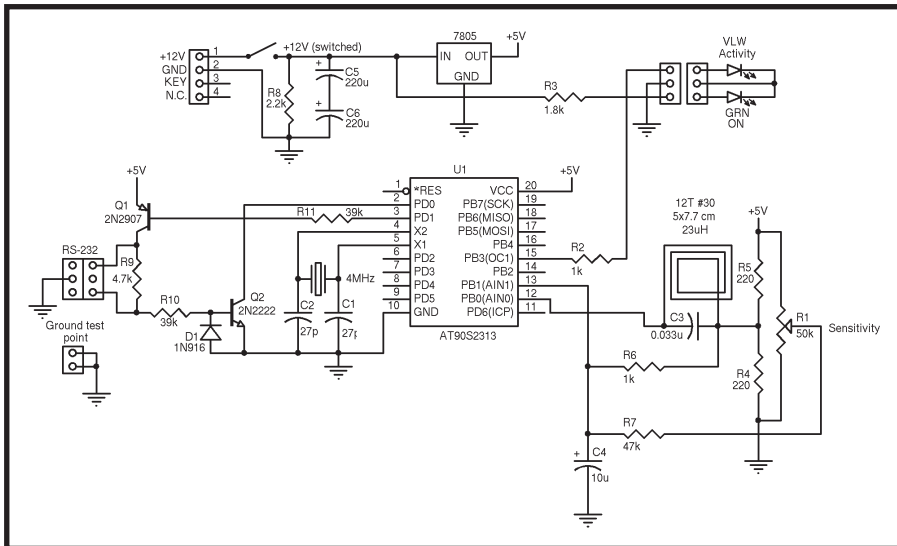 +12V
GND
KEY
N.C.
1
2
3
4
+12V (switched)
R8
2.2k
+
C5
220u
+
C6
220u
7805
IN OUT
GND
+5V
R3
1.8k
VLW
Activity
GRN
ON
+5V
Q1
2N2907
RS-232
R9
4.7k
R10
39k
D1
1N916
Q2
2N2222
Ground test
point
R11
39k
4MHz
C2
27p
C1
27p
U1
1
2
3
4
5
6
7
8
9
10
*RES
PD0
PD1
X2
X1
PD2
PD3
PD4
PD5
GND
VCC
PB7(SCK)
PB6(MISO)
PB5(MOSI)
PB4
PB3(OC1)
PB2
PB1(AIN1)
PB0(AIN0)
PD6(ICP)
20
19
18
17
16
15
14
13
12
11
AT90S2313
+5V
R2
1k
12T #30
5x7.7 cm
23uH
C3
0.033u
R6
1k
R7
47k
+
C4
10u
+5V
R5
220
R4
220
R1
50k
Sensitivity